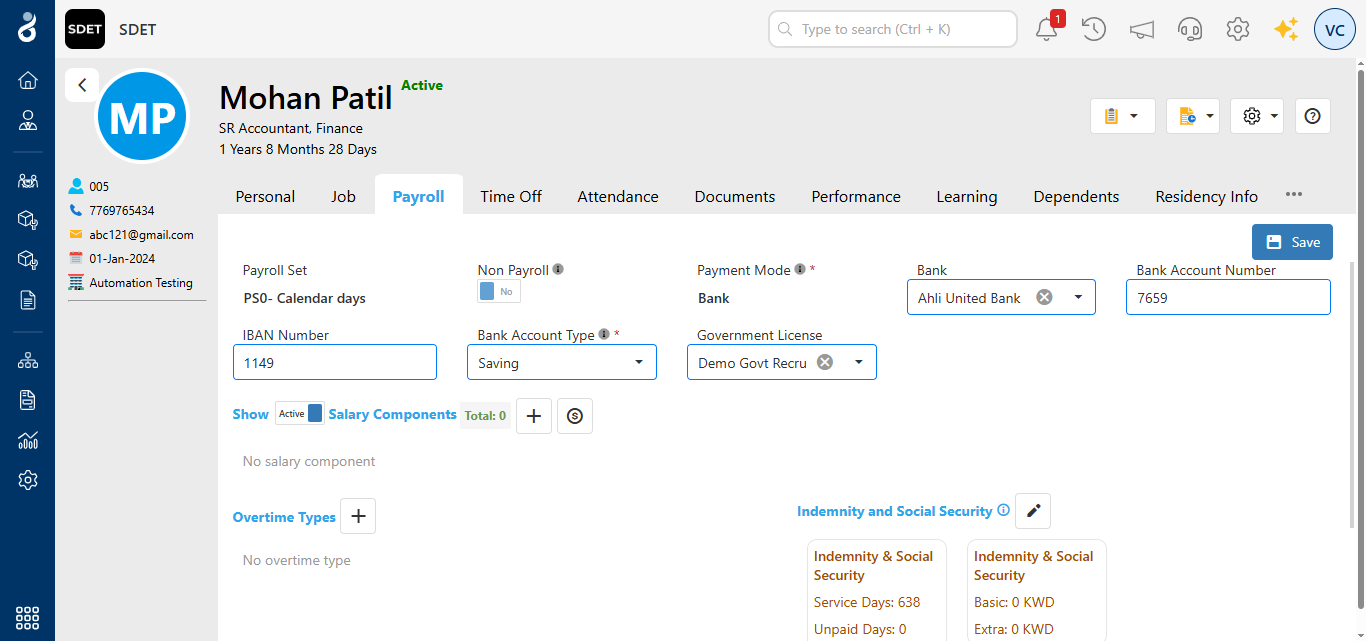 SDET
SDET
Type to search (Ctrl + K)
1
VC
MP
Mohan Patil
Active
SR Accountant, Finance
1 Years 8 Months 28 Days
005
7769765434
abc121@gmail.com
01-Jan-2024
Automation Testing
Personal
Job
Payroll
Time Off
Attendance
Documents
Performance
Learning
Dependents
Residency Info
Save
Payroll Set
Non Payroll
Payment Mode *
Bank
Bank Account Number
PS0- Calendar days
No
Bank
Ahli United Bank
7659
IBAN Number
Bank Account Type *
Government License
1149
Saving
Demo Govt Recru
Show Active Salary Components Total: 0
No salary component
Overtime Types
No overtime type
Indemnity and Social Security
Indemnity & Social
Security
Service Days: 638
Unpaid Days: 0
Indemnity & Social
Security
Basic: 0 KWD
Extra: 0 KWD